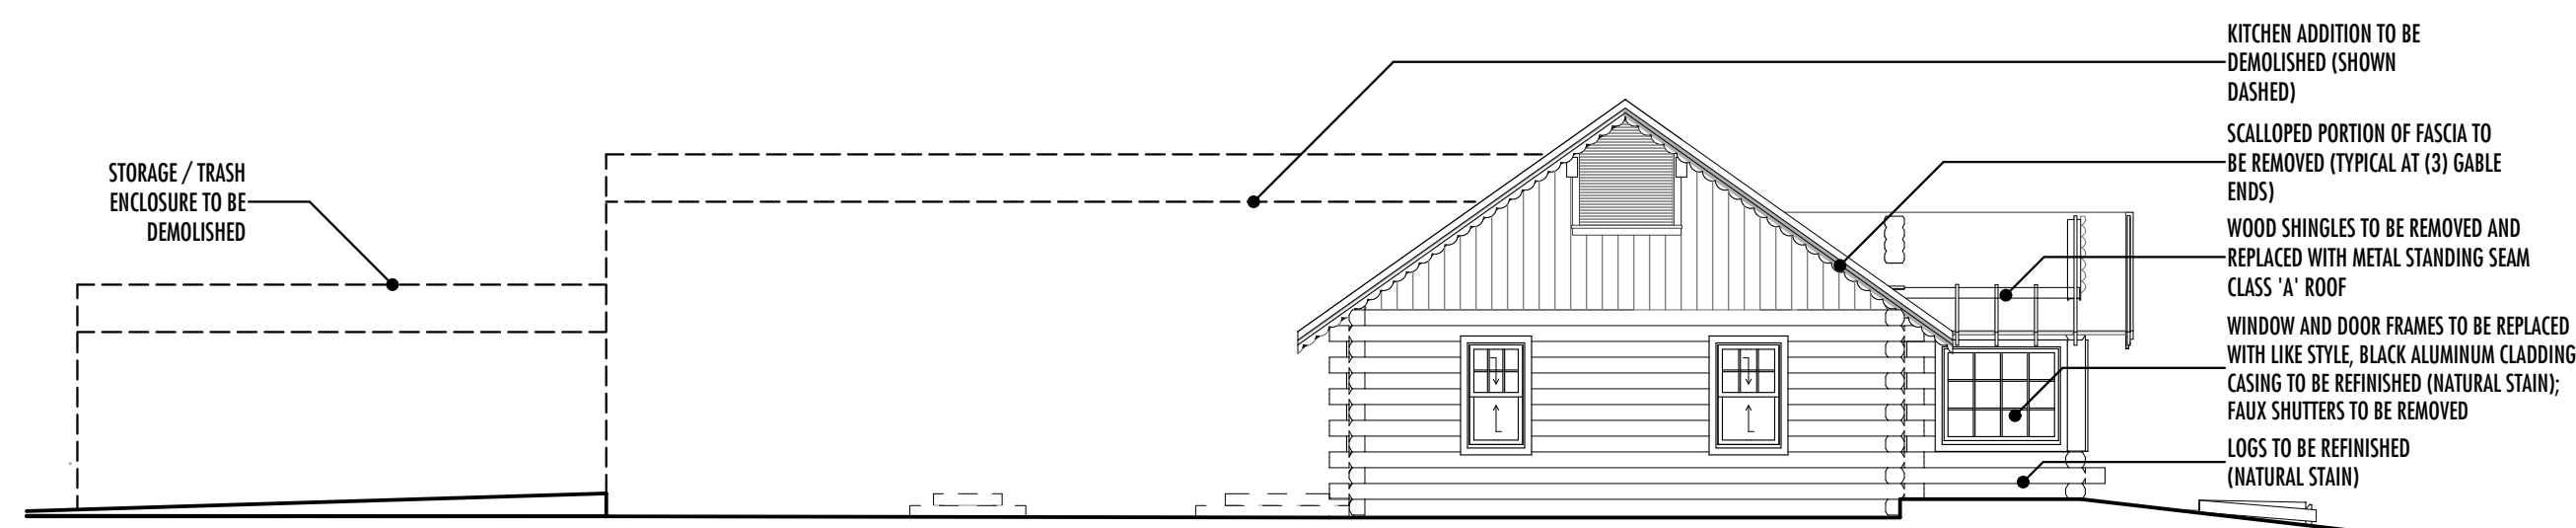 STORAGE / TRASH
ENCLOSURE TO BE
DEMOLISHED
KITCHEN ADDITION TO BE
DEMOLISHED (SHOWN
DASHED)
SCALLOPED PORTION OF FASCIA TO
BE REMOVED (TYPICAL AT (3) GABLE
ENDS)
WOOD SHINGLES TO BE REMOVED AND
REPLACED WITH METAL STANDING SEAM
CLASS 'A' ROOF
WINDOW AND DOOR FRAMES TO BE REPLACED
WITH LIKE STYLE, BLACK ALUMINUM CLADDING
CASING TO BE REFINISHED (NATURAL STAIN);
FAUX SHUTTERS TO BE REMOVED
LOGS TO BE REFINISHED
(NATURAL STAIN)